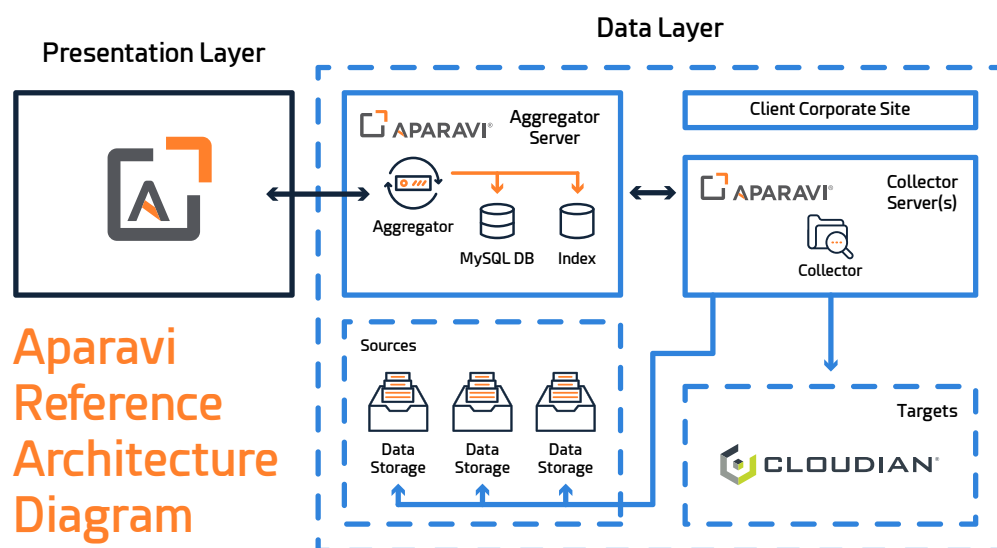 Presentation Layer
Data Layer
APARAVI®
Aggregator
Server
Aggregator
MySQL DB
Index
Client Corporate Site
APARAVI®
Collector
Server(s)
Collector
Sources
Data
Storage
Data
Storage
Data
Storage
Targets
CLOUDIAN®
Aparavi
Reference
Architecture
Diagram